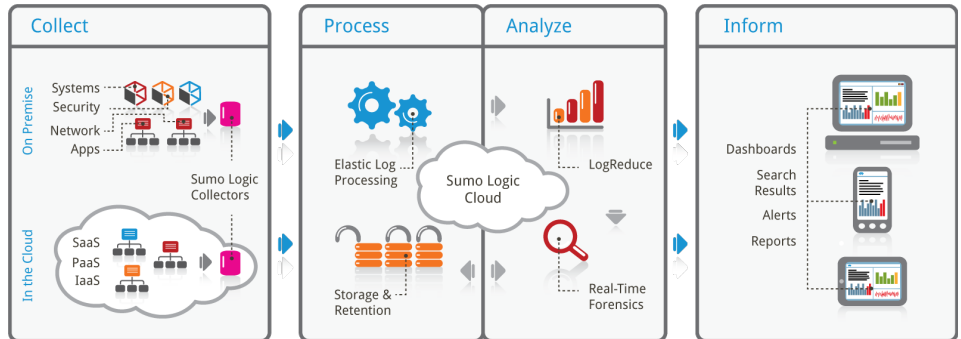 Collect
Process
Analyze
Inform
On Premise
Systems
Security
Network
Apps
Sumo Logic
Collectors
In the Cloud
SaaS
PaaS
IaaS
Elastic Log
Processing
Sumo Logic
Cloud
LogReduce
Storage &
Retention
Real-Time
Forensics
Dashboards
Search
Results
Alerts
Reports